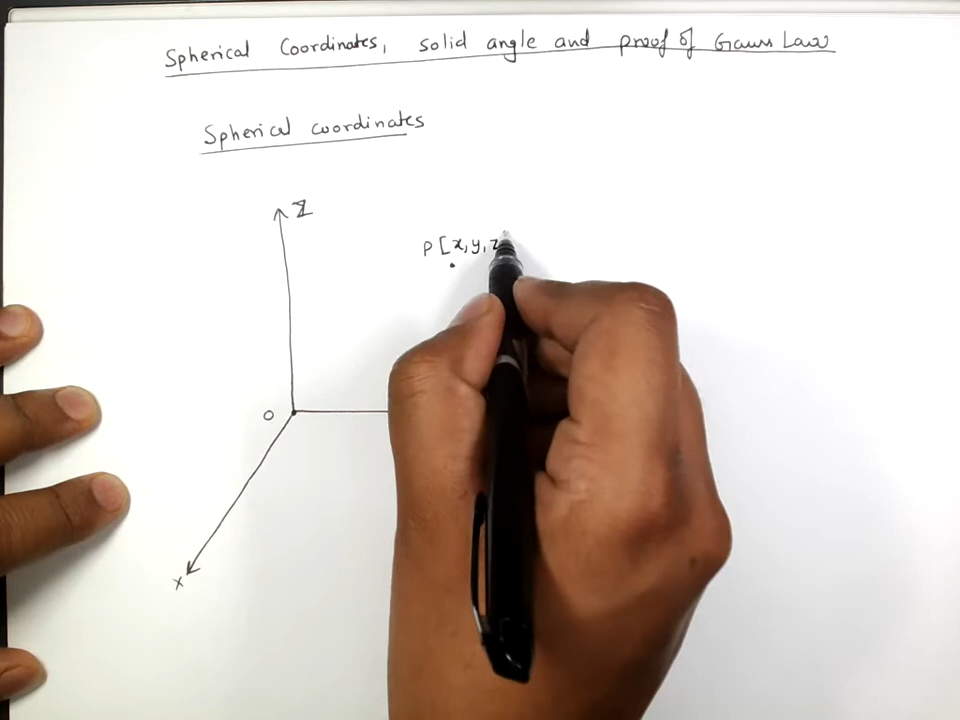 Spherical Coordinates, solid angle and proof of Gauss Law
Spherical coordinates
Z
P [x, y, z
O
X